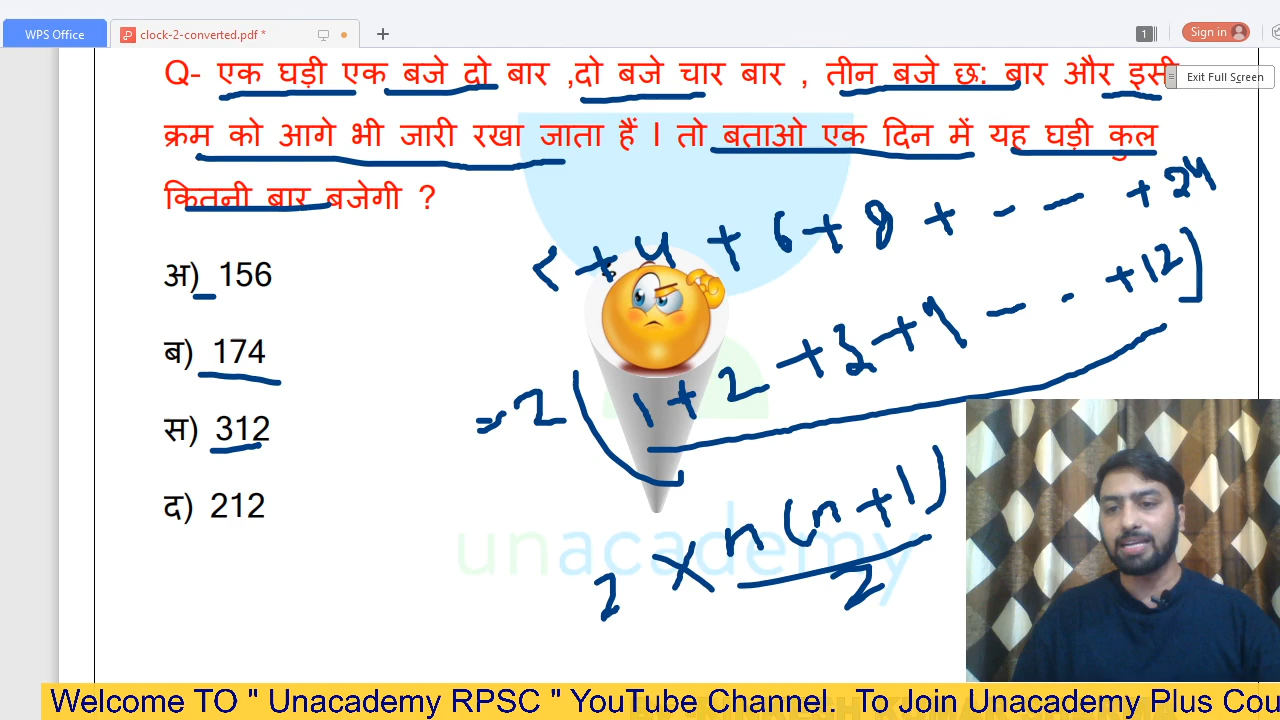 WPS Office
clock-2-converted.pdf *
+
1
Sign in
Exit Full Screen
Q- एक घड़ी एक बजे दो बार ,दो बजे चार बार , तीन बजे छ: बार और इसी
क्रम को आगे भी जारी रखा जाता हैं I तो बताओ एक दिन में यह घड़ी कुल
कितनी बार बजेगी ?
+ 4 + 6 + 8 + - - + 24
अ) 156
ब) 174
= 2 ( 1 + 2 + 3 + 4 - - + 12 ]
स) 312
द) 212
unacademy
2 × n(n+1)
2
Welcome TO " Unacademy RPSC " YouTube Channel. To Join Unacademy Plus Cou